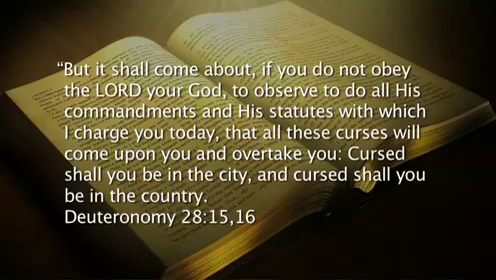 “But it shall come about, if you do not obey
the LORD your God, to observe to do all His
commandments and His statutes with which
I charge you today, that all these curses will
come upon you and overtake you: Cursed
shall you be in the city, and cursed shall you
be in the country.
Deuteronomy 28:15,16